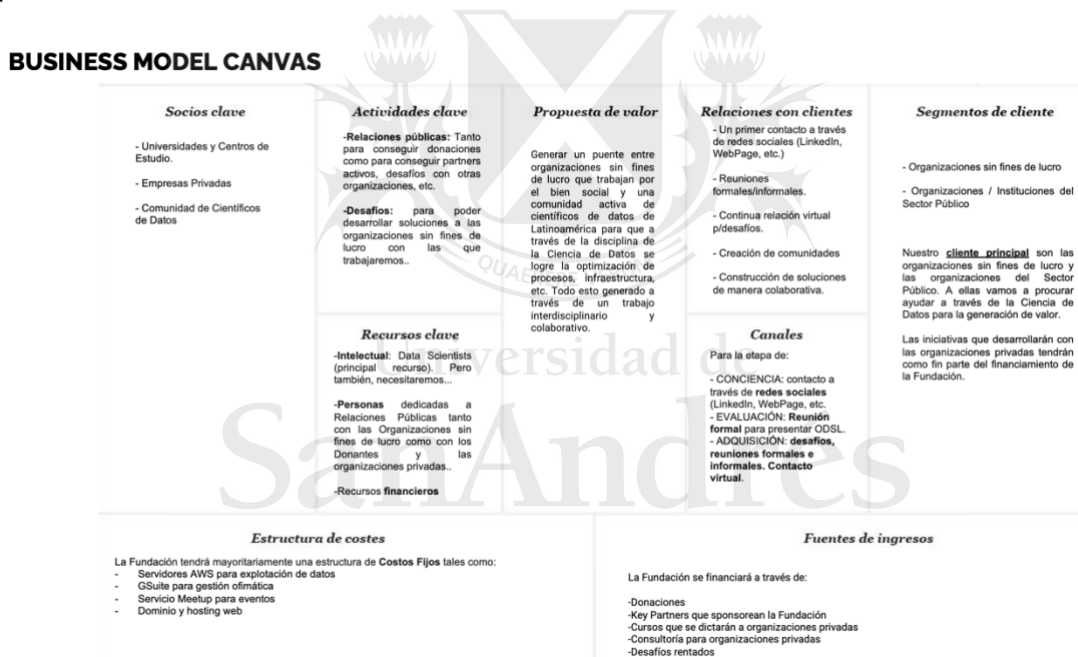 BUSINESS MODEL CANVAS
Socios clave
- Universidades y Centros de
Estudio.
- Empresas Privadas
- Comunidad de Científicos
de Datos
Actividades clave
-Relaciones públicas: Tanto
para conseguir donaciones
como para conseguir partners
activos, desafíos con otras
organizaciones, etc.
-Desafíos: para poder
desarrollar soluciones a las
organizaciones sin fines de
lucro con las que
trabajaremos..
Recursos clave
-Intelectual: Data Scientists
(principal recurso). Pero
también, necesitaremos...
-Personas dedicadas a
Relaciones Públicas tanto
con las Organizaciones sin
fines de lucro como con los
Donantes y las
organizaciones privadas..
-Recursos financieros
Propuesta de valor
Generar un puente entre
organizaciones sin fines
de lucro que trabajan por
el bien social y una
comunidad activa de
científicos de datos de
Latinoamérica para que a
través de la disciplina de
la Ciencia de Datos se
logre la optimización de
procesos, infraestructura,
etc. Todo esto generado a
través de un trabajo
interdisciplinario y
colaborativo.
Relaciones con clientes
- Un primer contacto a través
de redes sociales (LinkedIn,
WebPage, etc.)
- Reuniones
formales/informales.
- Continua relación virtual
p/desafíos.
- Creación de comunidades
- Construcción de soluciones
de manera colaborativa.
Canales
Para la etapa de:
- CONCIENCIA: contacto a
través de redes sociales
(LinkedIn, WebPage, etc.
- EVALUACIÓN: Reunión
formal para presentar ODSL.
- ADQUISICIÓN: desafíos,
reuniones formales e
informales. Contacto
virtual.
Segmentos de cliente
- Organizaciones sin fines de lucro
- Organizaciones / Instituciones del
Sector Público
Nuestro cliente principal son las
organizaciones sin fines de lucro y
las organizaciones del Sector
Público. A ellas vamos a procurar
ayudar a través de la Ciencia de
Datos para la generación de valor.
Las iniciativas que desarrollarán con
las organizaciones privadas tendrán
como fin parte del financiamiento de
la Fundación.
Estructura de costes
La Fundación tendrá mayoritariamente una estructura de Costos Fijos tales como:
- Servidores AWS para explotación de datos
- GSuite para gestión ofimática
- Servicio Meetup para eventos
- Dominio y hosting web
Fuentes de ingresos
La Fundación se financiará a través de:
-Donaciones
-Key Partners que sponsorean la Fundación
-Cursos que se dictarán a organizaciones privadas
-Consultoría para organizaciones privadas
-Desafíos rentados
Universidad de
SanAndrés